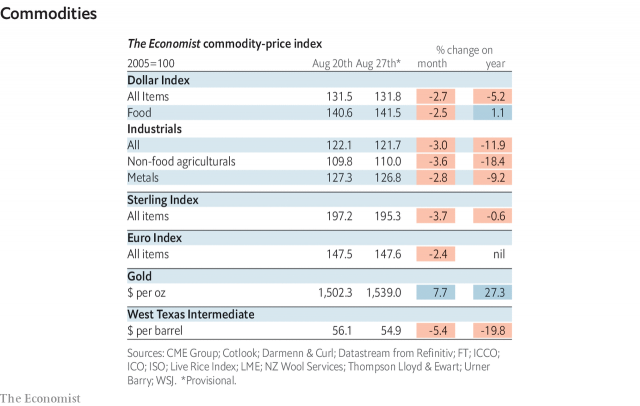 Commodities
The Economist commodity-price index
% change on
2005=100 Aug 20th Aug 27th* month year
Dollar Index
All Items 131.5 131.8 -2.7 -5.2
Food 140.6 141.5 -2.5 1.1
Industrials
All 122.1 121.7 -3.0 -11.9
Non-food agriculturals 109.8 110.0 -3.6 -18.4
Metals 127.3 126.8 -2.8 -9.2
Sterling Index
All items 197.2 195.3 -3.7 -0.6
Euro Index
All items 147.5 147.6 -2.4 nil
Gold
$ per oz 1,502.3 1,539.0 7.7 27.3
West Texas Intermediate
$ per barrel 56.1 54.9 -5.4 -19.8
Sources: CME Group; Cotlook; Darmenn & Curl; Datastream from Refinitiv; FT; ICCO;
ICO; ISO; Live Rice Index; LME; NZ Wool Services; Thompson Lloyd & Ewart; Urner
Barry; WSJ. *Provisional.
The Economist